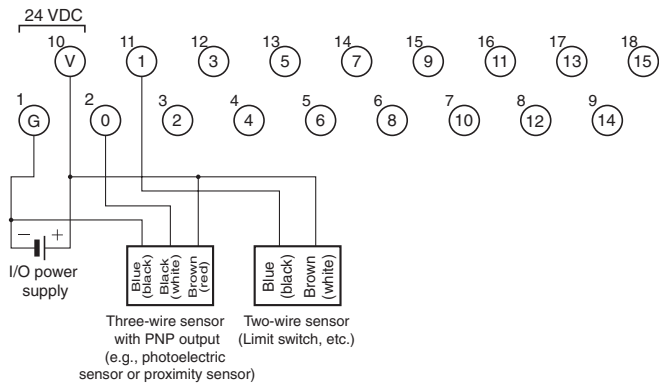 24 VDC
10 11 12 13 14 15 16 17 18
V 1 3 5 7 9 11 13 15
1 2 3 4 5 6 7 8 9
G 0 2 4 6 8 10 12 14
− +
I/O power
supply
Blue
(black)
Black
(white)
Brown
(red)
Blue
(black)
Brown
(white)
Three-wire sensor
with PNP output
(e.g., photoelectric
sensor or proximity sensor)
Two-wire sensor
(Limit switch, etc.)